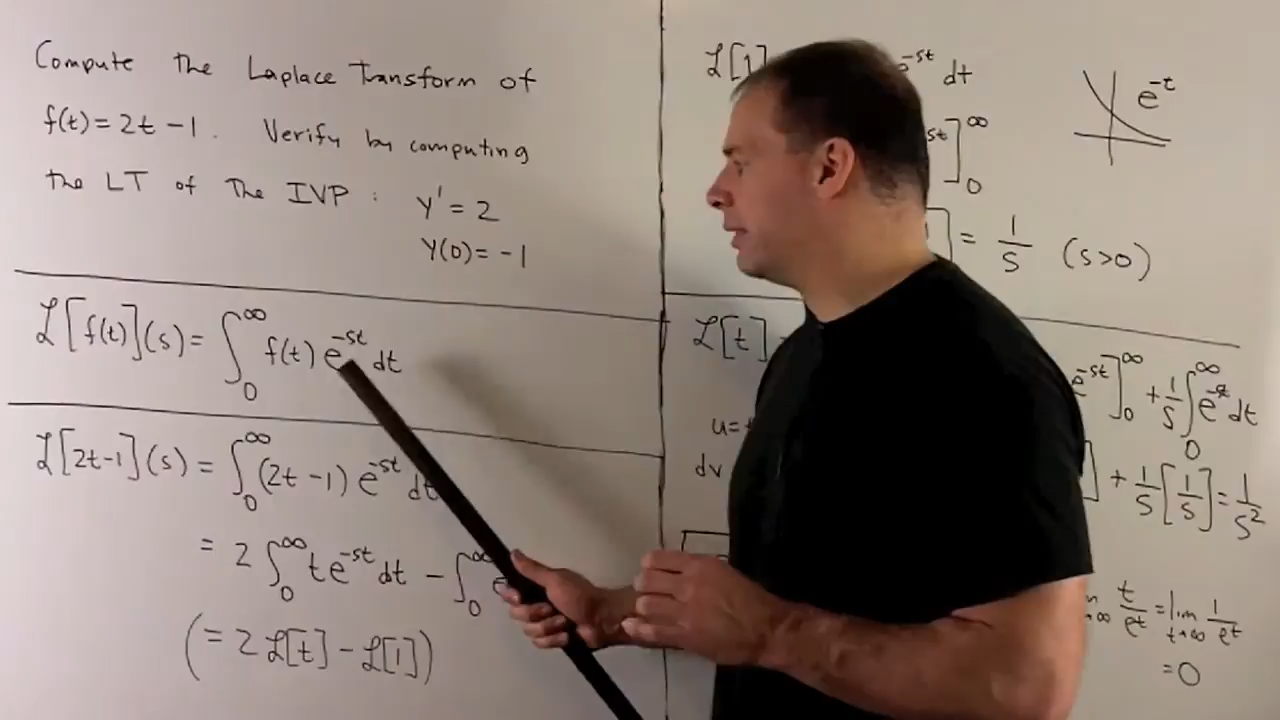 Compute the Laplace Transform of
f(t) = 2t - 1. Verify by computing
the LT of The IVP : y' = 2
y(0) = -1
ℒ[f(t)](s) = ∫₀^∞ f(t) e^{-st} dt
ℒ[2t-1](s) = ∫₀^∞ (2t - 1) e^{-st} dt
= 2 ∫₀^∞ t e^{-st} dt - ∫₀^∞ e
(= 2 ℒ[t] - ℒ[1])
ℒ[1] e^{-st} dt
e^{-t}
st]₀^∞
] = 1/s (s>0)
ℒ[t] =
e^{-st}]₀^∞ + 1/s ∫₀^∞ e^{-st} dt
u =
dv
] + 1/s [1/s] = 1/s²
t/e^t = lim t→∞ 1/e^t
= 0